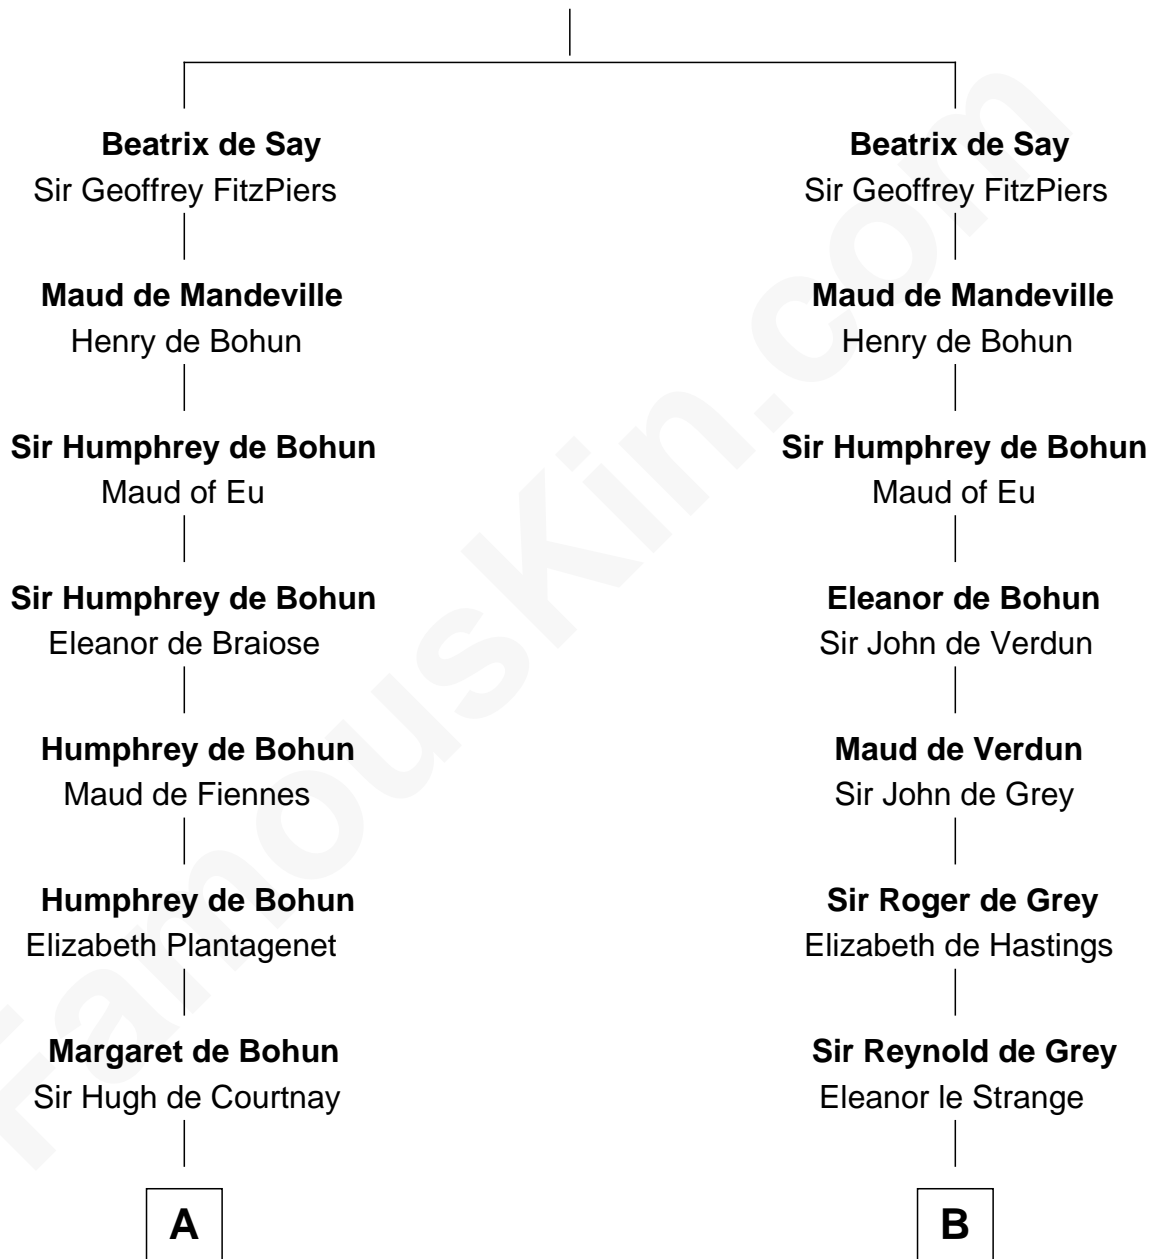 Beatrix de Say
Sir Geoffrey FitzPiers
Maud de Mandeville
Henry de Bohun
Sir Humphrey de Bohun
Maud of Eu
Sir Humphrey de Bohun
Eleanor de Braiose
Humphrey de Bohun
Maud de Fiennes
Humphrey de Bohun
Elizabeth Plantagenet
Margaret de Bohun
Sir Hugh de Courtnay
A
Beatrix de Say
Sir Geoffrey FitzPiers
Maud de Mandeville
Henry de Bohun
Sir Humphrey de Bohun
Maud of Eu
Eleanor de Bohun
Sir John de Verdun
Maud de Verdun
Sir John de Grey
Sir Roger de Grey
Elizabeth de Hastings
Sir Reynold de Grey
Eleanor le Strange
B
FamousKin.com